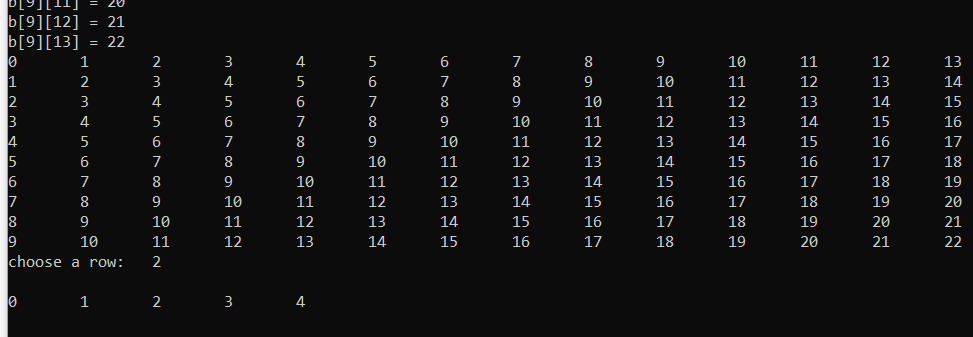 b[9][11] = 20
b[9][12] = 21
b[9][13] = 22
0 1 2 3 4 5 6 7 8 9 10 11 12 13
1 2 3 4 5 6 7 8 9 10 11 12 13 14
2 3 4 5 6 7 8 9 10 11 12 13 14 15
3 4 5 6 7 8 9 10 11 12 13 14 15 16
4 5 6 7 8 9 10 11 12 13 14 15 16 17
5 6 7 8 9 10 11 12 13 14 15 16 17 18
6 7 8 9 10 11 12 13 14 15 16 17 18 19
7 8 9 10 11 12 13 14 15 16 17 18 19 20
8 9 10 11 12 13 14 15 16 17 18 19 20 21
9 10 11 12 13 14 15 16 17 18 19 20 21 22
choose a row: 2
0 1 2 3 4